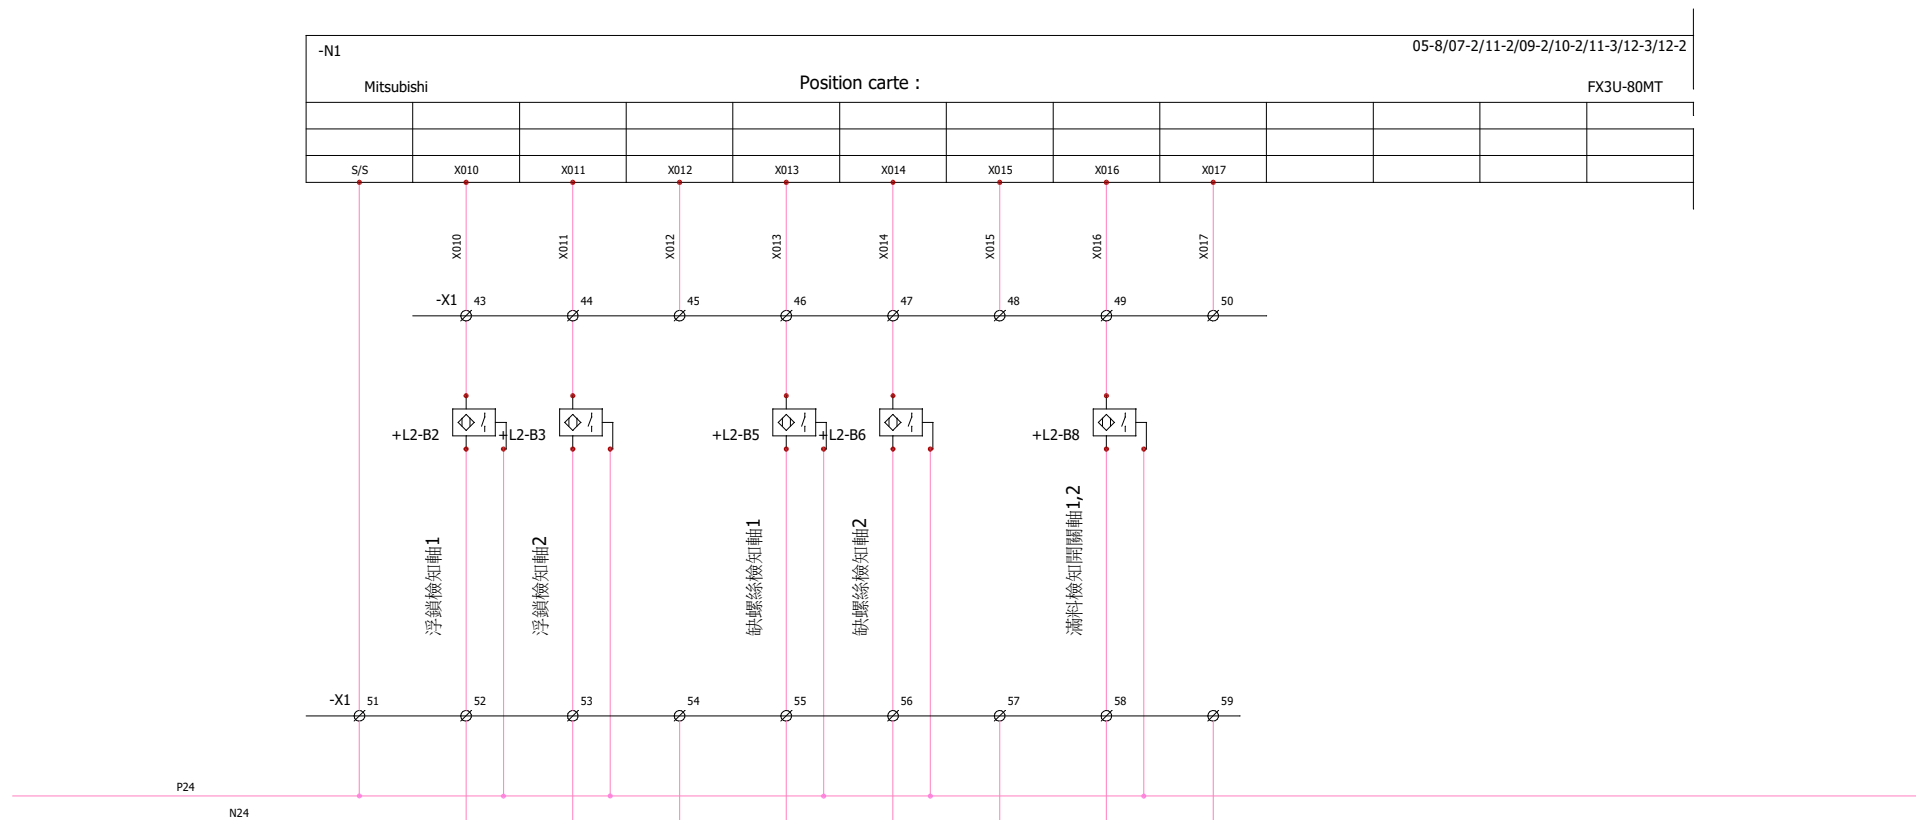 -N1
05-8/07-2/11-2/09-2/10-2/11-3/12-3/12-2
Mitsubishi
Position carte :
FX3U-80MT
S/S X010 X011 X012 X013 X014 X015 X016 X017
X010 X011 X012 X013 X014 X015 X016 X017
-X1 43 44 45 46 47 48 49 50
+L2-B2 +L2-B3 +L2-B5 +L2-B6 +L2-B8
浮鎖檢知軸1
浮鎖檢知軸2
缺螺絲檢知軸1
缺螺絲檢知軸2
滿料檢知開關軸1,2
-X1 51 52 53 54 55 56 57 58 59
P24
N24